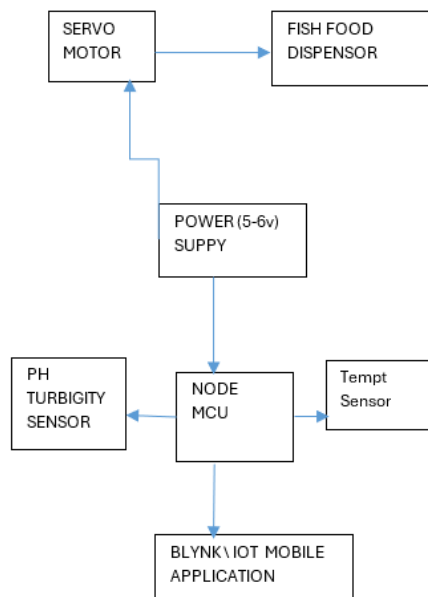 SERVO
MOTOR
FISH FOOD
DISPENSOR
POWER (5-6v)
SUPPY
PH
TURBIGITY
SENSOR
NODE
MCU
Tempt
Sensor
BLYNK\IOT MOBILE
APPLICATION